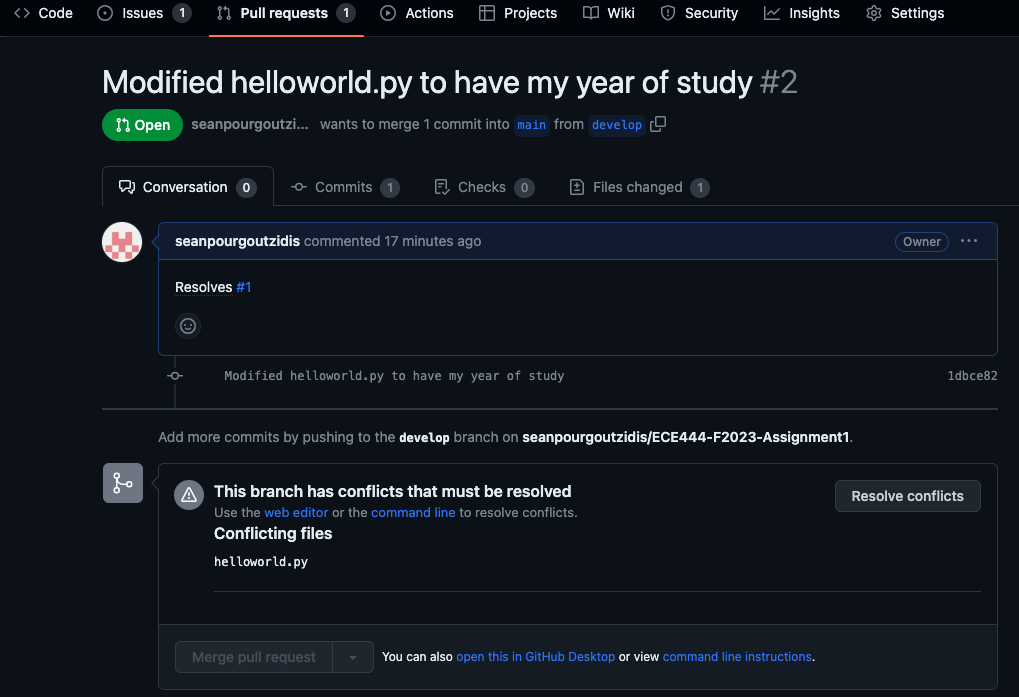 Code Issues 1 Pull requests 1 Actions Projects Wiki Security Insights Settings
Modified helloworld.py to have my year of study #2
Open seanpourgoutzi... wants to merge 1 commit into main from develop
Conversation 0 Commits 1 Checks 0 Files changed 1
seanpourgoutzidis commented 17 minutes ago Owner ...
Resolves #1
Modified helloworld.py to have my year of study 1dbce82
Add more commits by pushing to the develop branch on seanpourgoutzidis/ECE444-F2023-Assignment1.
This branch has conflicts that must be resolved Resolve conflicts
Use the web editor or the command line to resolve conflicts.
Conflicting files
helloworld.py
Merge pull request You can also open this in GitHub Desktop or view command line instructions.